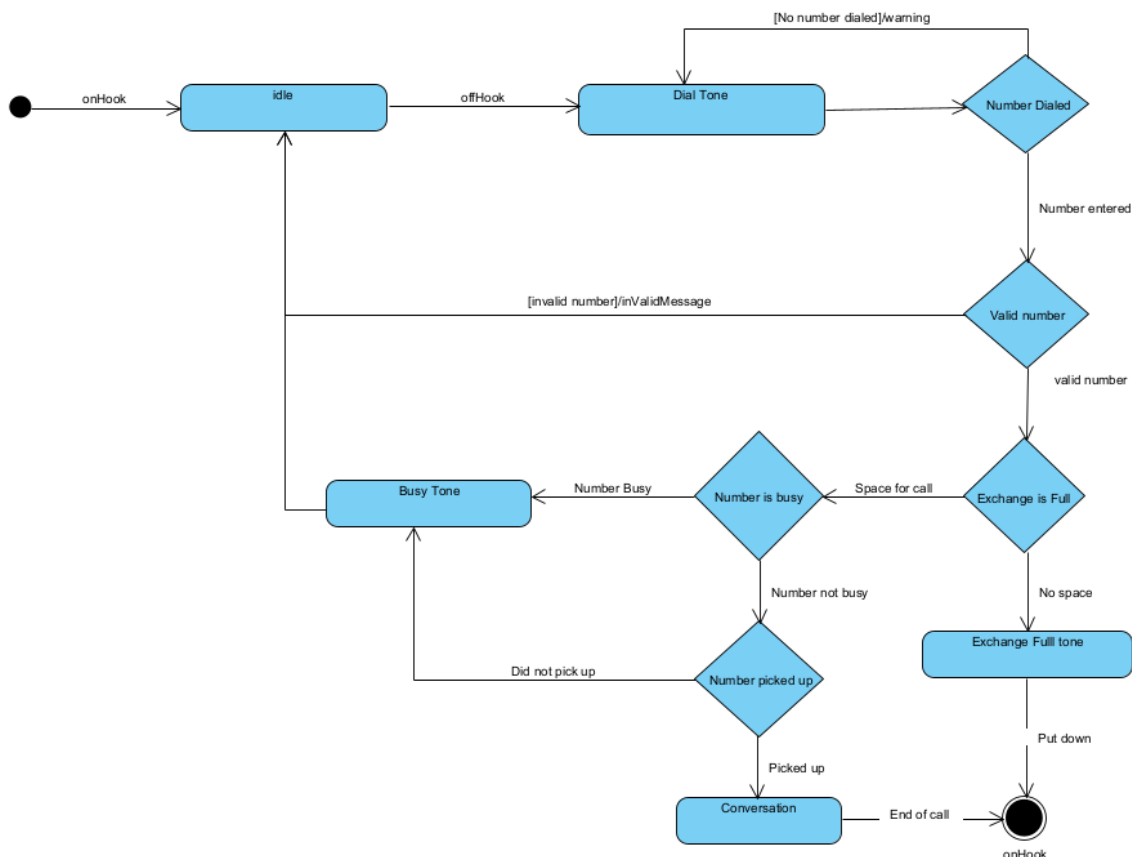 [No number dialed]/warning
onHook
idle
offHook
Dial Tone
Number Dialed
Number entered
[invalid number]/inValidMessage
Valid number
valid number
Busy Tone
Number Busy
Number is busy
Space for call
Exchange is Full
Number not busy
No space
Exchange Fulll tone
Did not pick up
Number picked up
Put down
Picked up
Conversation
End of call
onHook